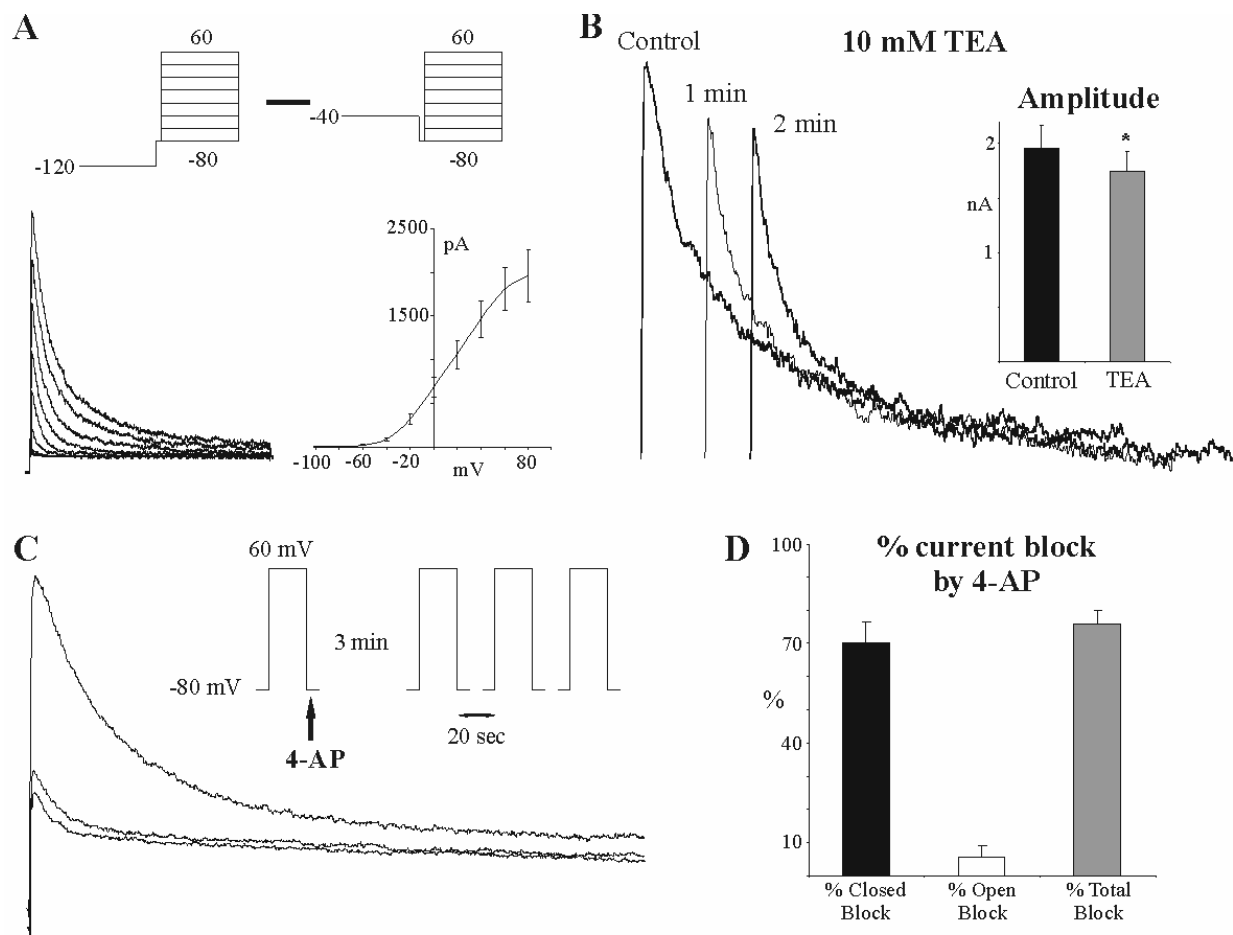 A
60
60
-40
-120
-80
-80
2500
pA
1500
-100
-60
-20
80
mV
B
Control
10 mM TEA
1 min
2 min
Amplitude
2
*
nA
1
Control
TEA
C
60 mV
3 min
-80 mV
20 sec
4-AP
D
100
% current block
by 4-AP
70
%
40
10
% Closed
Block
% Open
Block
% Total
Block